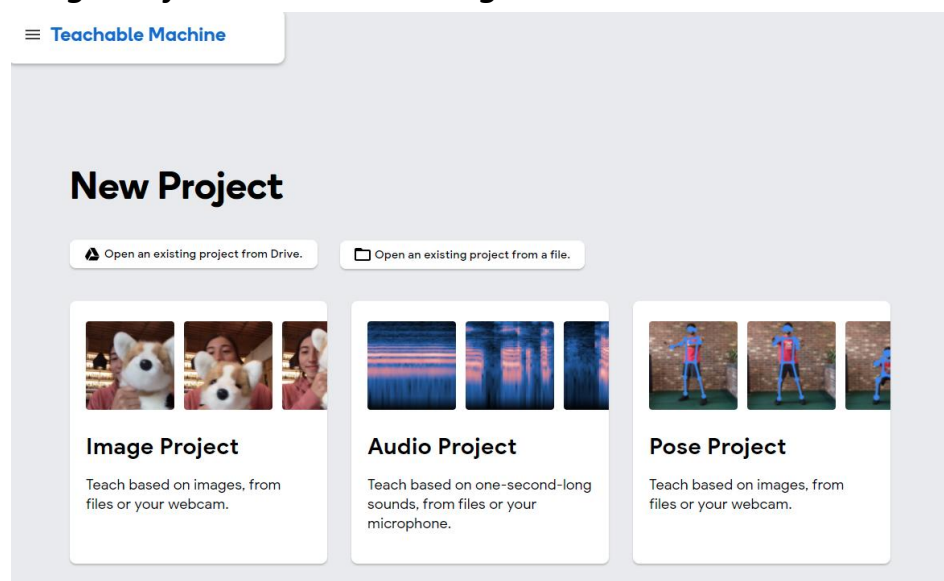 Teachable Machine
New Project
Open an existing project from Drive.
Open an existing project from a file.
Image Project
Teach based on images, from
files or your webcam.
Audio Project
Teach based on one-second-long
sounds, from files or your
microphone.
Pose Project
Teach based on images, from
files or your webcam.